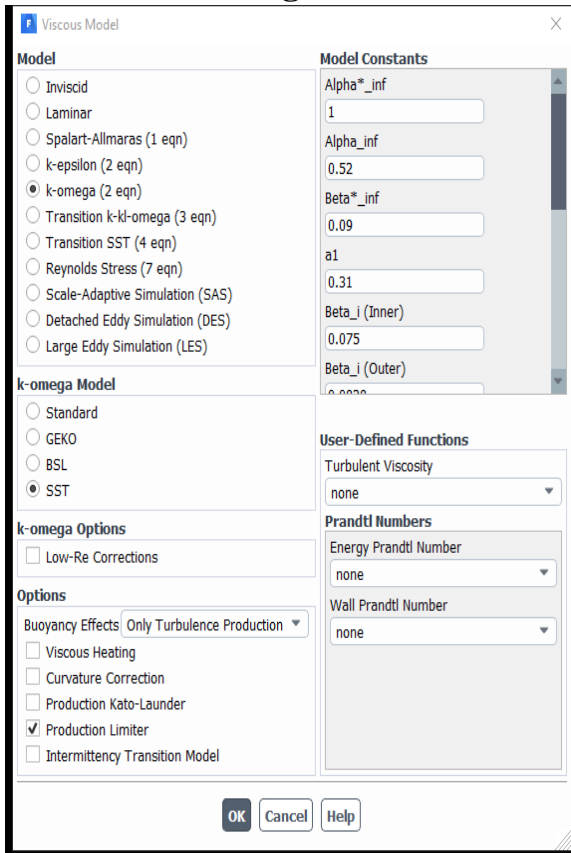 F Viscous Model
Model
Inviscid
Laminar
Spalart-Allmaras (1 eqn)
k-epsilon (2 eqn)
k-omega (2 eqn)
Transition k-kl-omega (3 eqn)
Transition SST (4 eqn)
Reynolds Stress (7 eqn)
Scale-Adaptive Simulation (SAS)
Detached Eddy Simulation (DES)
Large Eddy Simulation (LES)
k-omega Model
Standard
GEKO
BSL
SST
k-omega Options
Low-Re Corrections
Options
Buoyancy Effects Only Turbulence Production
Viscous Heating
Curvature Correction
Production Kato-Launder
Production Limiter
Intermittency Transition Model
Model Constants
Alpha*_inf
1
Alpha_inf
0.52
Beta*_inf
0.09
a1
0.31
Beta_i (Inner)
0.075
Beta_i (Outer)
User-Defined Functions
Turbulent Viscosity
none
Prandtl Numbers
Energy Prandtl Number
none
Wall Prandtl Number
none
OK Cancel Help